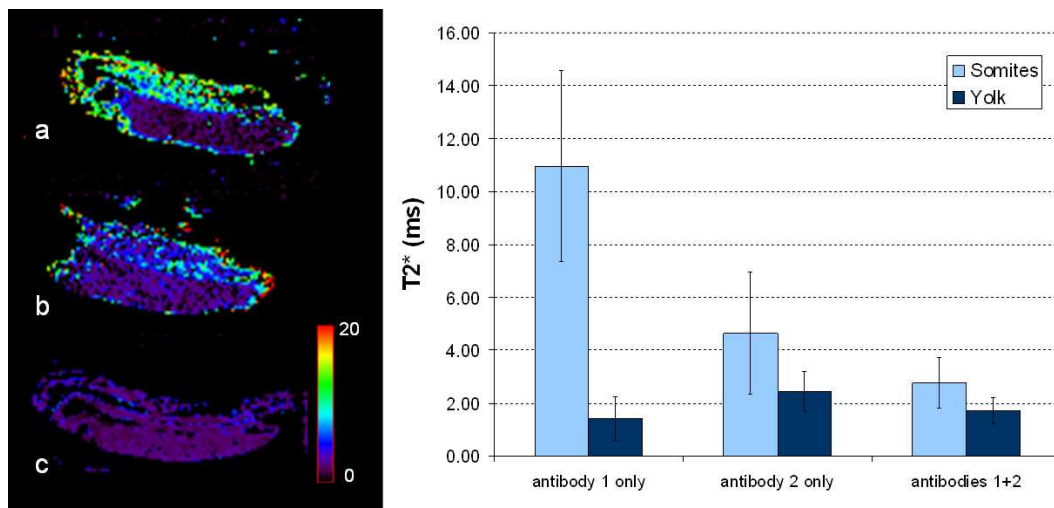 a
b
c
20
0
16.00
14.00
12.00
10.00
8.00
6.00
4.00
2.00
0.00
T2* (ms)
Somites
Yolk
antibody 1 only
antibody 2 only
antibodies 1+2